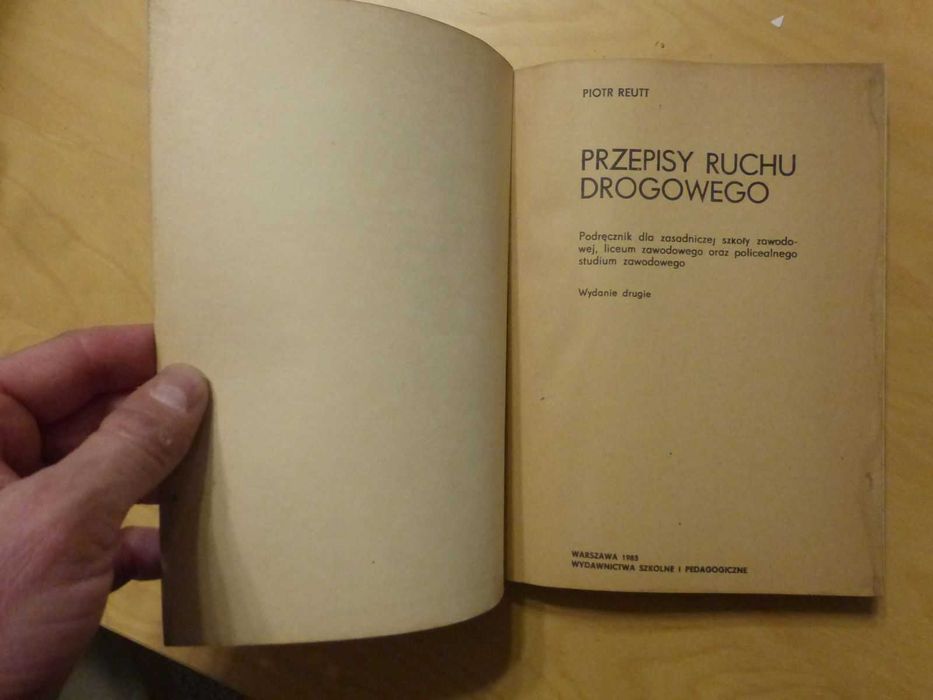 PIOTR REUTT
PRZEPISY RUCHU
DROGOWEGO
Podręcznik dla zasadniczej szkoły zawodo-
wej, liceum zawodowego oraz policealnego
studium zawodowego
Wydanie drugie
WARSZAWA 1985
WYDAWNICTWA SZKOLNE I PEDAGOGICZNE